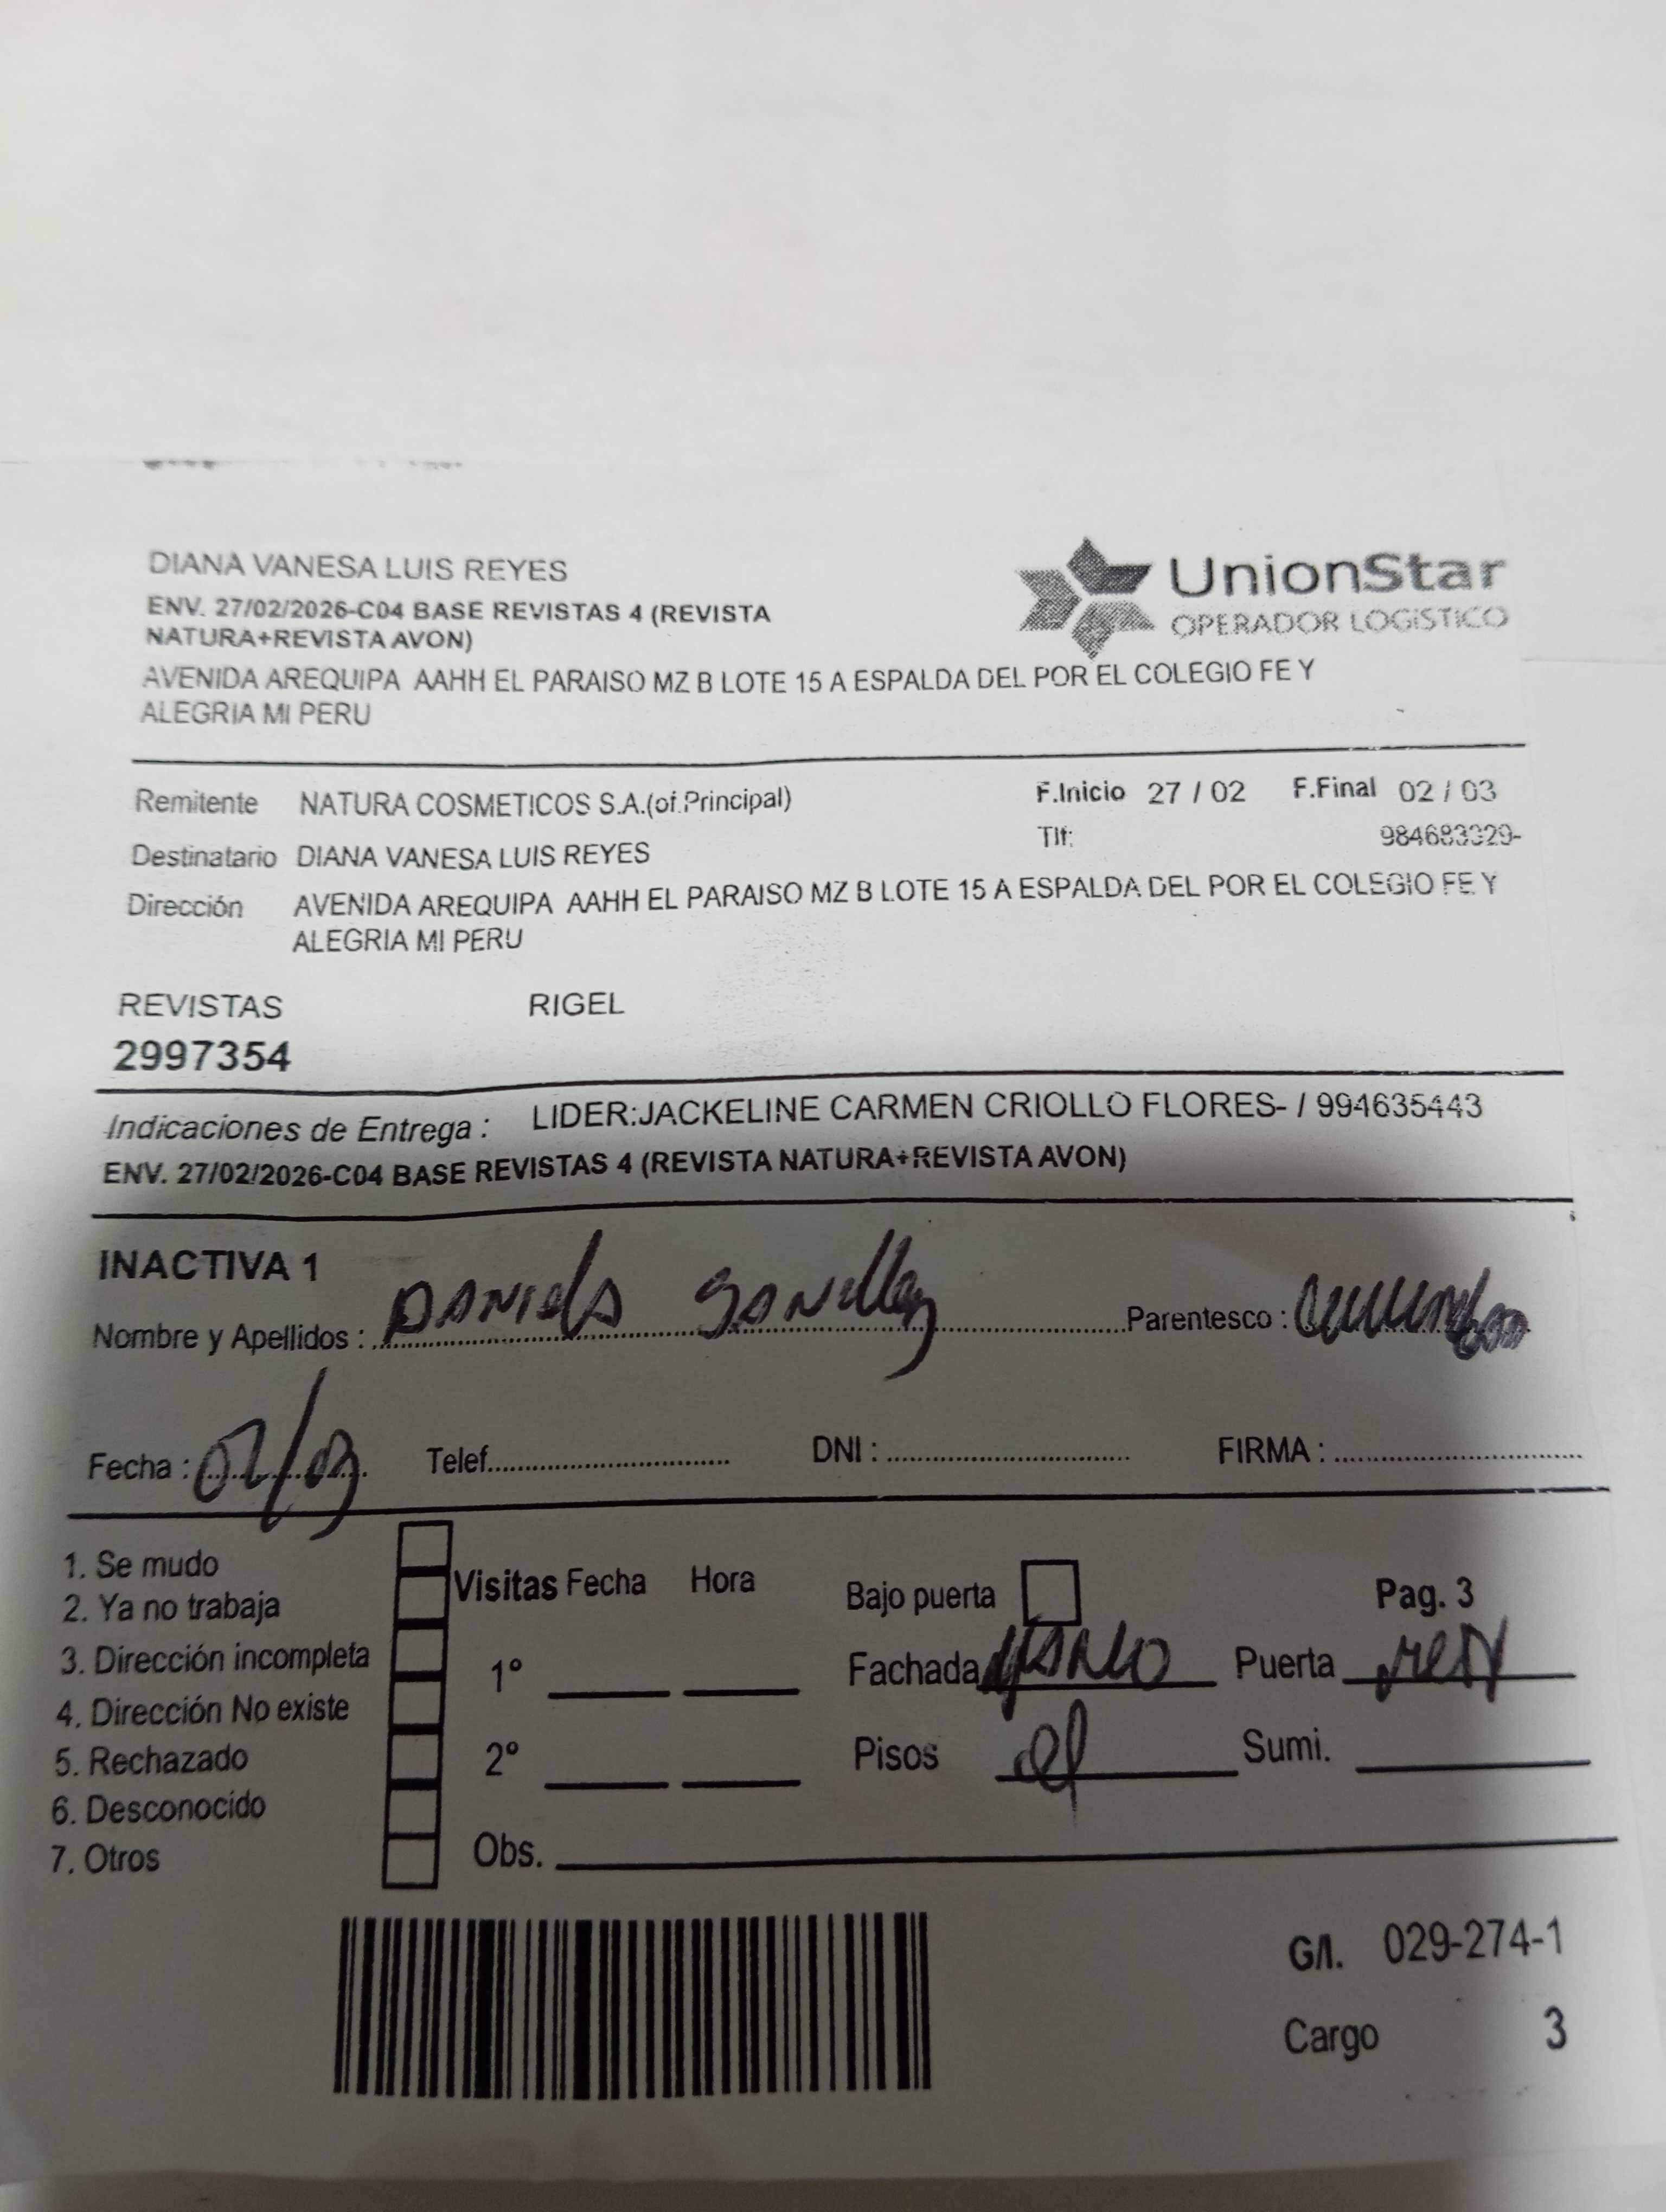 DIANA VANESA LUIS REYES
ENV. 27/02/2026-C04 BASE REVISTAS 4 (REVISTA
NATURA+REVISTA AVON)
AVENIDA AREQUIPA AAHH EL PARAISO MZ B LOTE 15 A ESPALDA DEL POR EL COLEGIO FE Y
ALEGRIA MI PERU
UnionStar
OPERADOR LOGISTICO
Remitente NATURA COSMETICOS S.A.(of.Principal) F.Inicio 27 / 02 F.Final 02 / 03
Tlf:
Destinatario DIANA VANESA LUIS REYES
Dirección AVENIDA AREQUIPA AAHH EL PARAISO MZ B LOTE 15 A ESPALDA DEL POR EL COLEGIO FE Y
ALEGRIA MI PERU
REVISTAS RIGEL
2997354
Indicaciones de Entrega : LIDER:JACKELINE CARMEN CRIOLLO FLORES- / 994635443
ENV. 27/02/2026-C04 BASE REVISTAS 4 (REVISTA NATURA+REVISTA AVON)
INACTIVA 1
Nombre y Apellidos : Parentesco :
Fecha : 02/03 Telef. DNI : FIRMA :
1. Se mudo
2. Ya no trabaja
3. Dirección incompleta
4. Dirección No existe
5. Rechazado
6. Desconocido
7. Otros
Visitas Fecha Hora
1°
2°
Obs.
Bajo puerta Pag. 3
Fachada Puerta
Pisos Sumi.
G/I. 029-274-1
Cargo 3